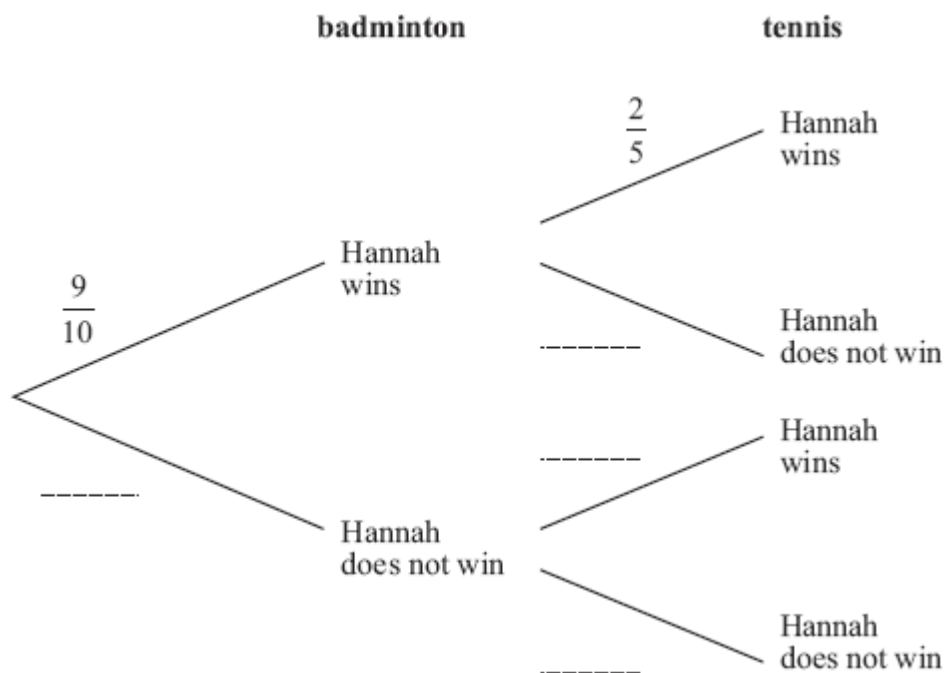 badminton tennis
2
5
Hannah
wins
Hannah
wins
9
10
Hannah
does not win
Hannah
wins
Hannah
does not win
Hannah
does not win